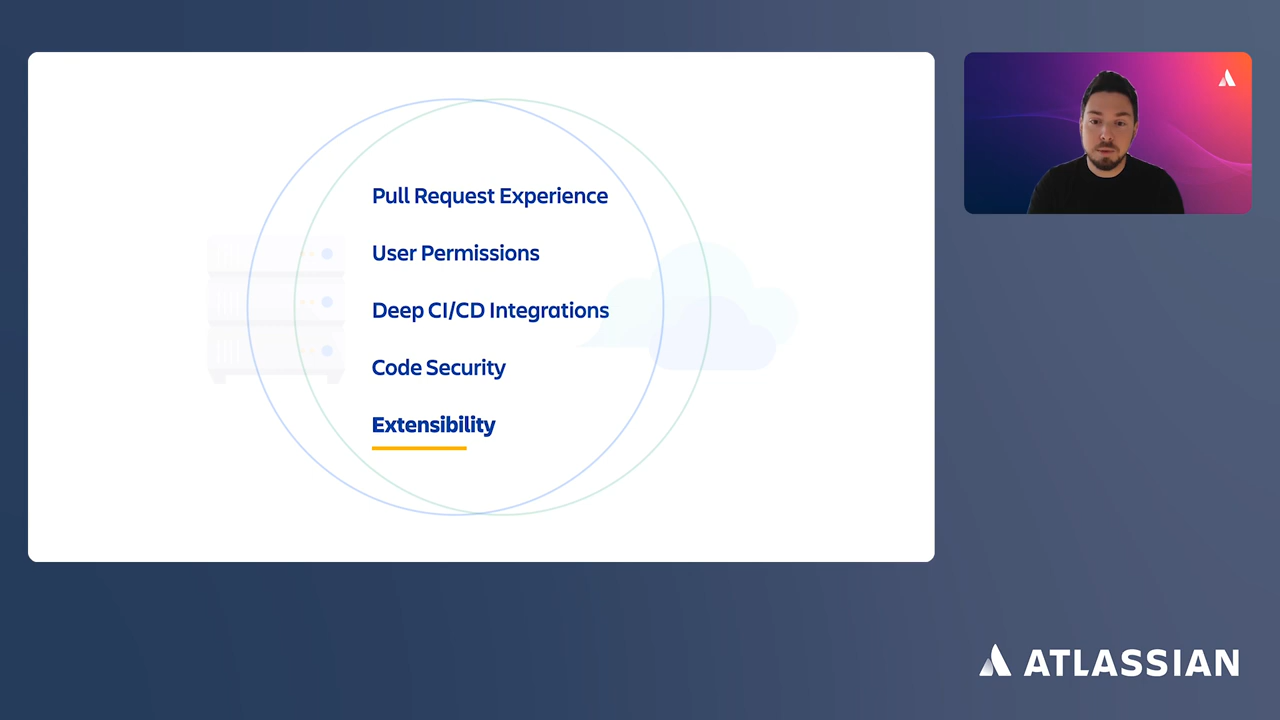 Pull Request Experience
User Permissions
Deep CI/CD Integrations
Code Security
Extensibility
ATLASSIAN